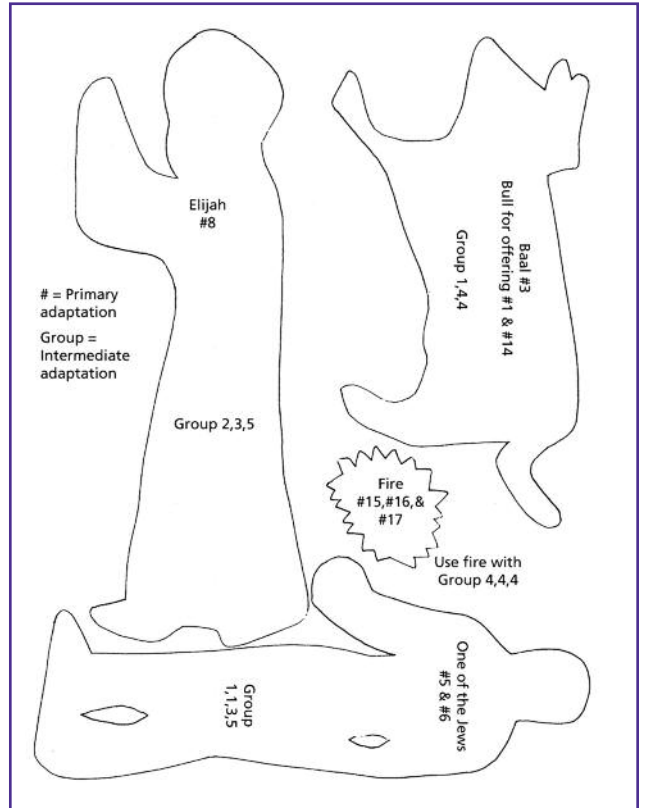 Elijah
#8
# = Primary
adaptation
Group =
Intermediate
adaptation
Group 2,3,5
Baal #3
Bull for offering #1 & #14
Group 1,4,4
Fire
#15,#16,&
#17
Use fire with
Group 4,4,4
One of the Jews
#5 & #6
Group
1,1,3,5